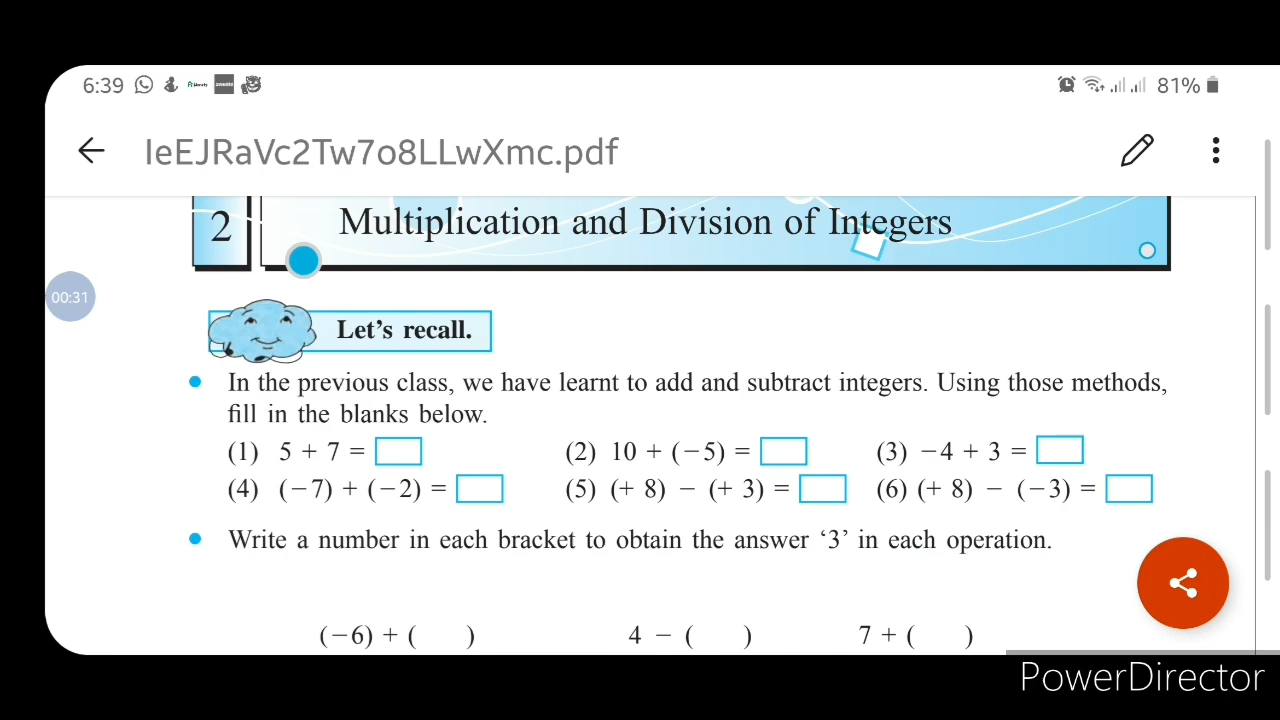 6:39 81%
IeEJRaVc2Tw7o8LLwXmc.pdf
2 Multiplication and Division of Integers
00:31
Let's recall.
• In the previous class, we have learnt to add and subtract integers. Using those methods,
fill in the blanks below.
(1) 5 + 7 = (2) 10 + (−5) = (3) −4 + 3 =
(4) (−7) + (−2) = (5) (+ 8) − (+ 3) = (6) (+ 8) − (−3) =
• Write a number in each bracket to obtain the answer ‘3’ in each operation.
(−6) + ( ) 4 − ( ) 7 + ( )
PowerDirector